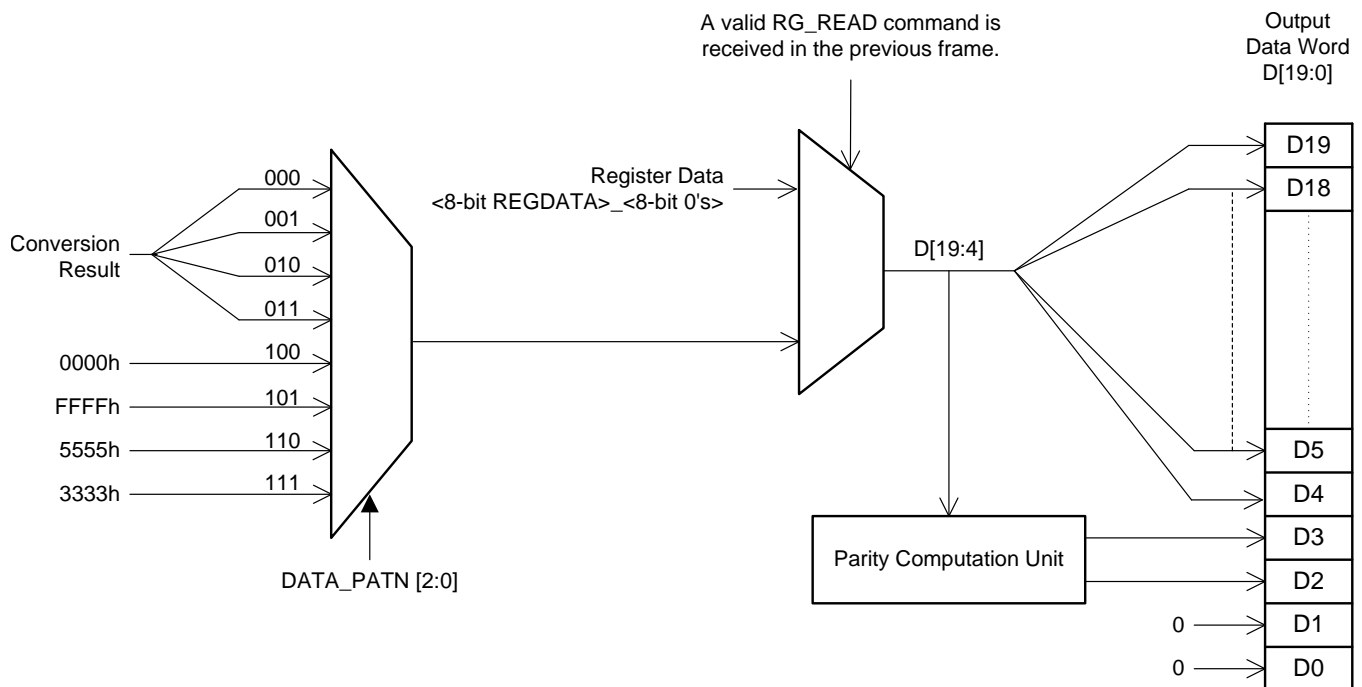 A valid RG_READ command is
received in the previous frame.
Output
Data Word
D[19:0]
Conversion
Result
000
001
010
011
0000h
100
FFFFh
101
5555h
110
3333h
111
DATA_PATN [2:0]
Register Data
<8-bit REGDATA>_<8-bit 0's>
D[19:4]
Parity Computation Unit
D19
D18
D5
D4
D3
D2
0
D1
0
D0